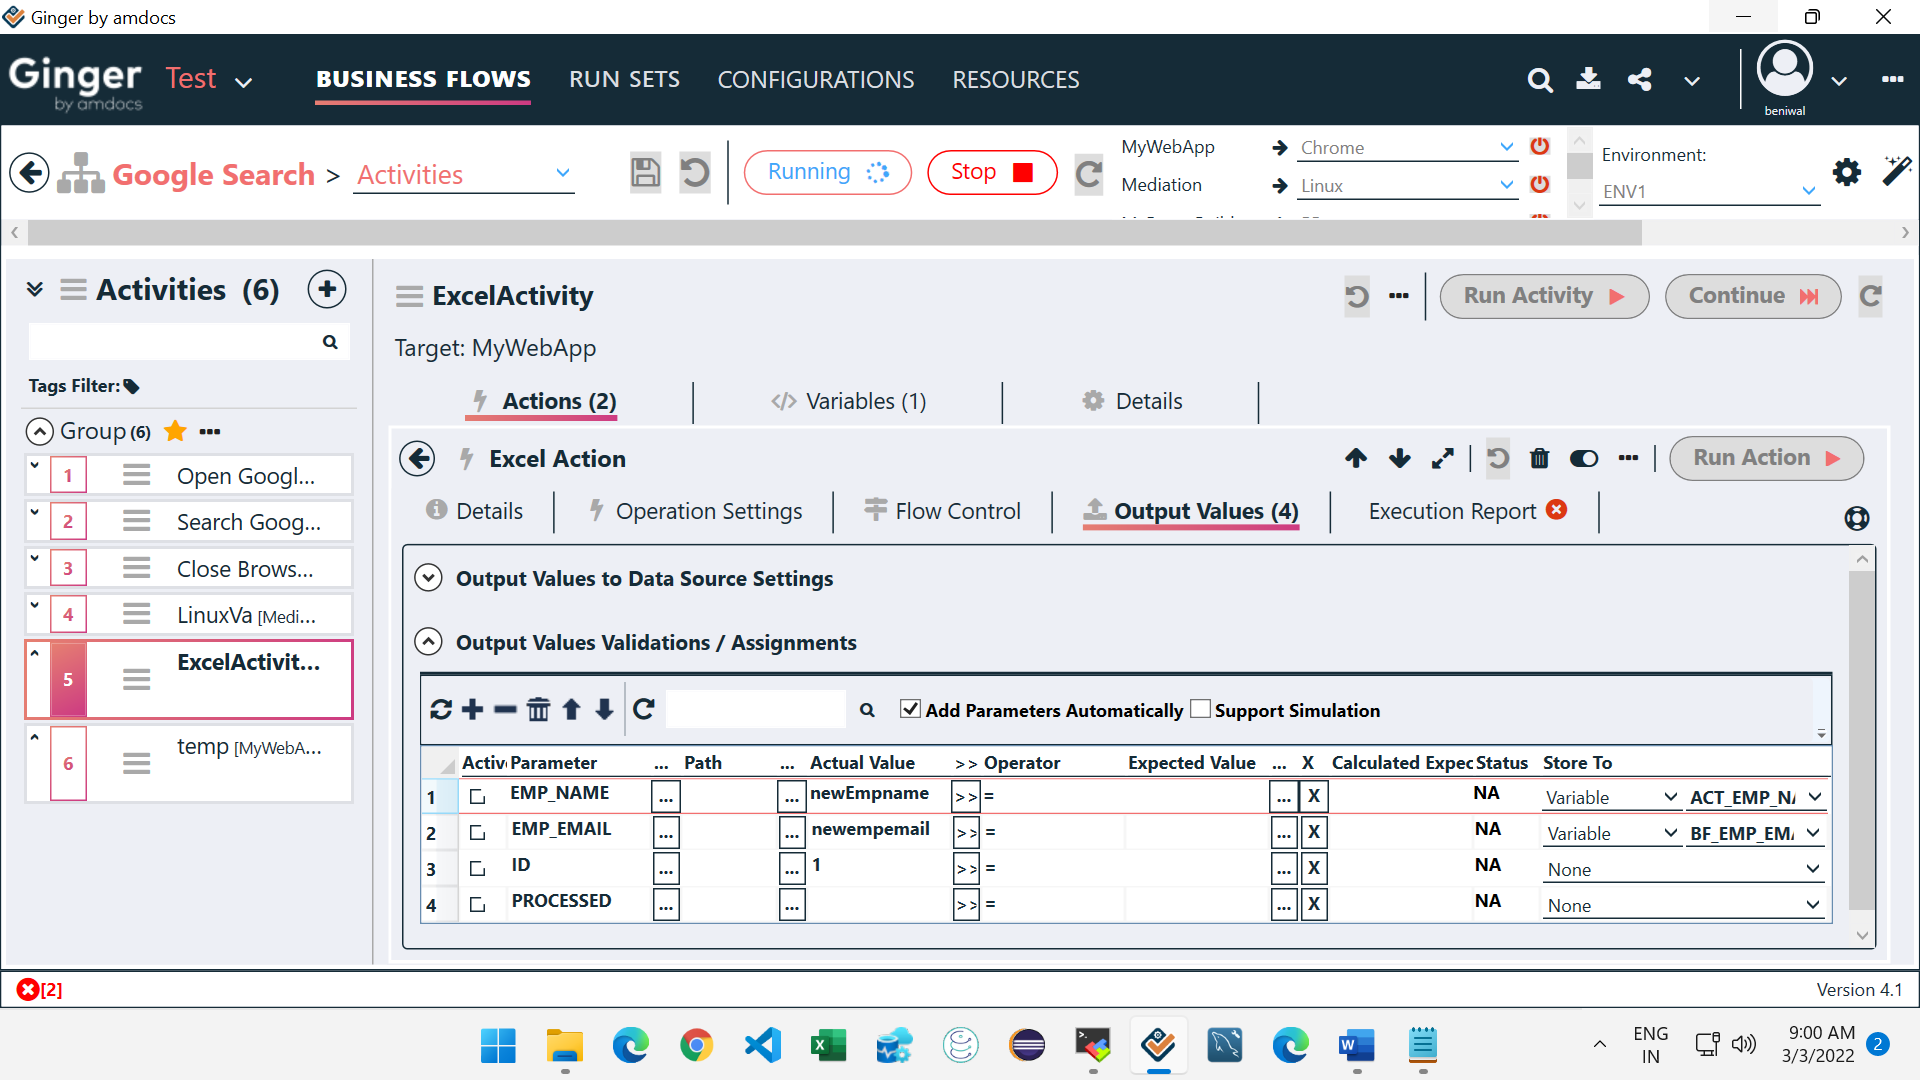 Ginger by amdocs
Ginger by amdocs Test BUSINESS FLOWS RUN SETS CONFIGURATIONS RESOURCES beniwal
Google Search > Activities Running Stop MyWebApp Chrome Environment:
Mediation Linux ENV1
Activities (6) ExcelActivity Run Activity Continue
Target: MyWebApp
Tags Filter: Actions (2) </> Variables (1) Details
Group (6) Excel Action Run Action
1 Open Googl...
Details Operation Settings Flow Control Output Values (4) Execution Report
2 Search Goog...
3 Close Brows...
Output Values to Data Source Settings
4 LinuxVa [Medi...
Output Values Validations / Assignments
5 ExcelActivit...
Add Parameters Automatically Support Simulation
6 temp [MyWebA...
Activ Parameter ... Path ... Actual Value >> Operator Expected Value ... X Calculated Expec Status Store To
1 EMP_NAME ... ... newEmpname >> = ... X NA Variable ACT_EMP_NA
2 EMP_EMAIL ... ... newempemail >> = ... X NA Variable BF_EMP_EMA
3 ID ... ... 1 >> = ... X NA None
4 PROCESSED ... ... >> = ... X NA None
[2] Version 4.1
ENG
IN
9:00 AM
3/3/2022
2